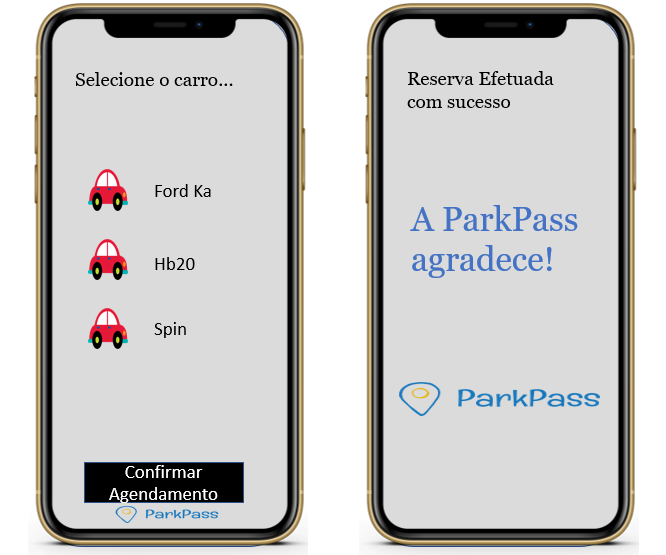 Selecione o carro...
Ford Ka
Hb20
Spin
Confirmar
Agendamento
ParkPass
Reserva Efetuada
com sucesso
A ParkPass
agradece!
ParkPass